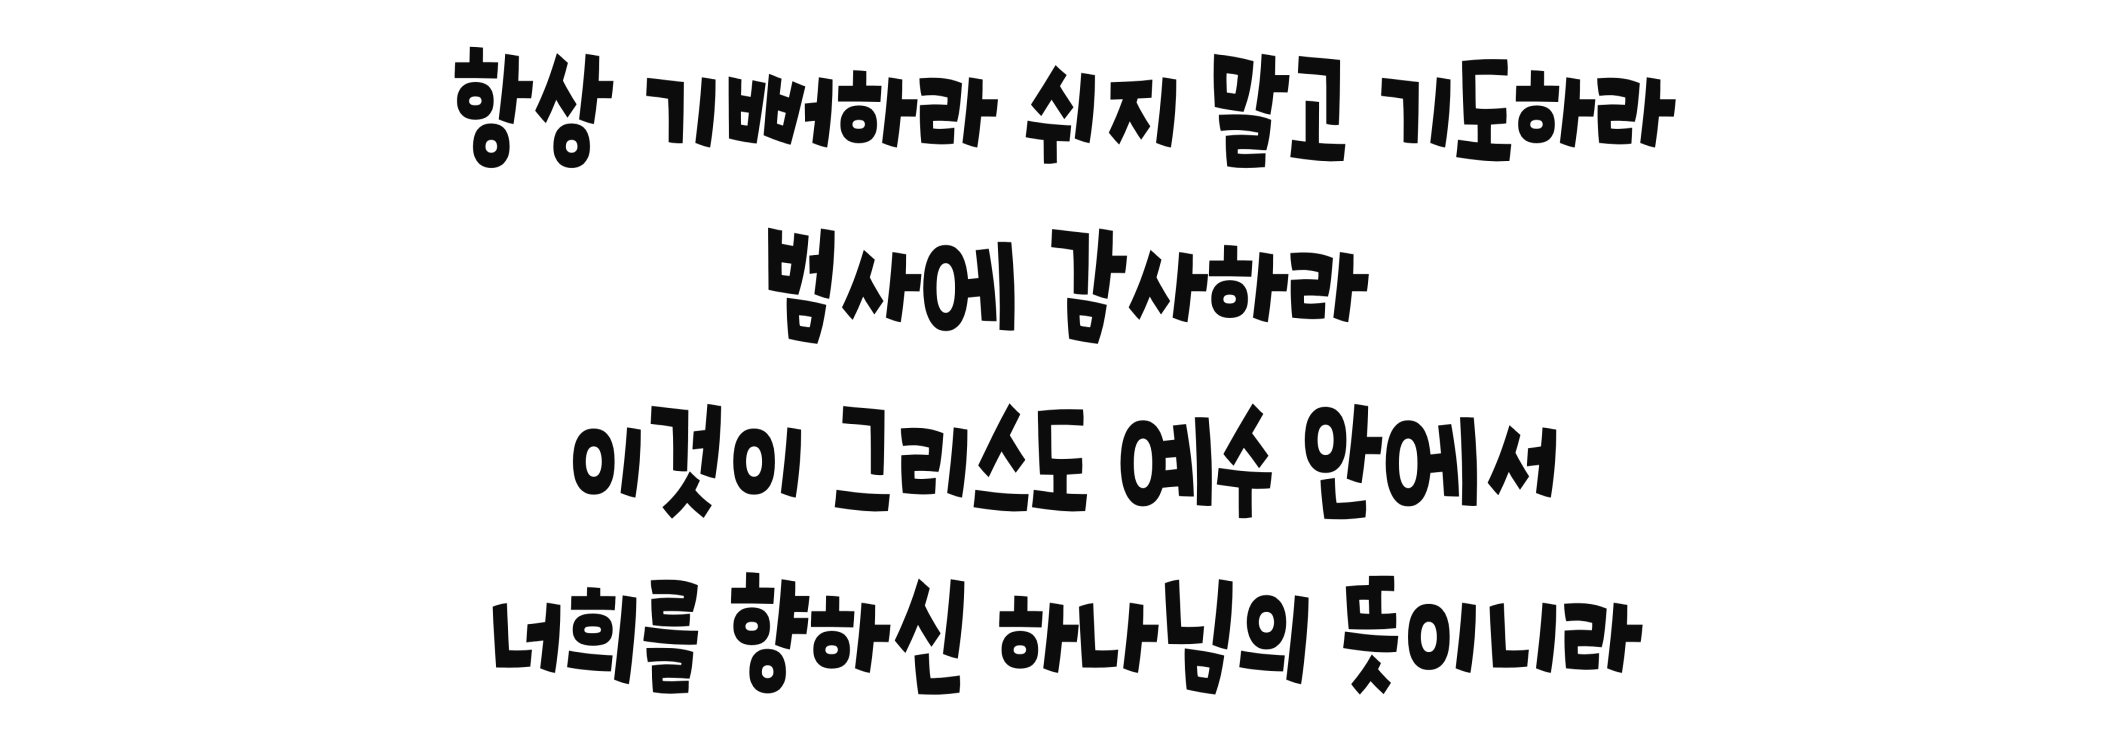 항상 기뻐하라 쉬지 말고 기도하라
범사에 감사하라
이것이 그리스도 예수 안에서
너희를 향하신 하나님의 뜻이니라